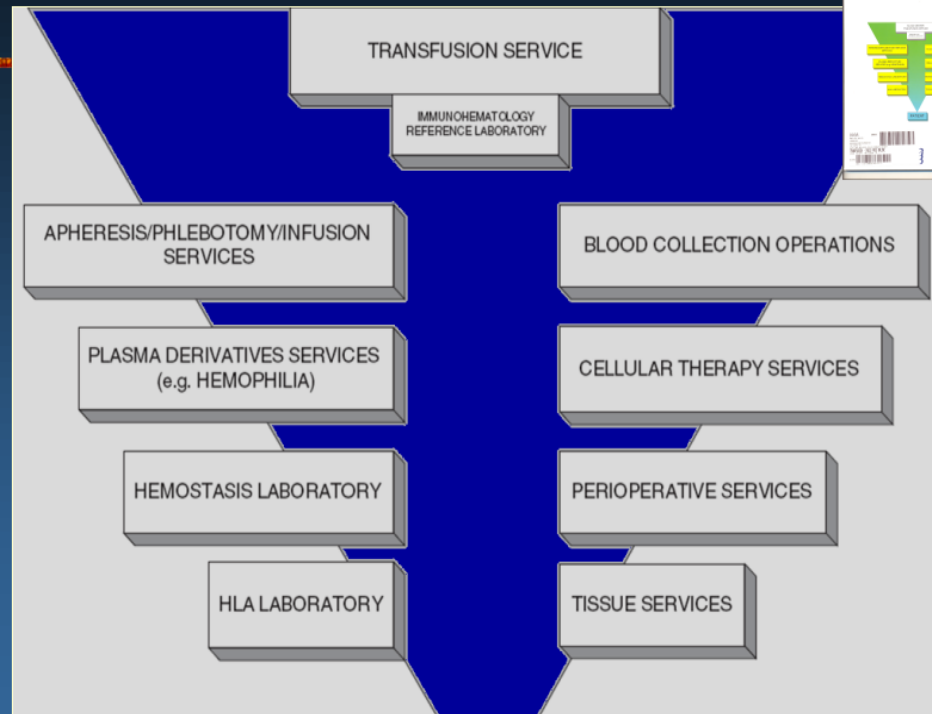 TRANSFUSION SERVICE
IMMUNOHEMATOLOGY
REFERENCE LABORATORY
APHERESIS/PHLEBOTOMY/INFUSION
SERVICES
BLOOD COLLECTION OPERATIONS
PLASMA DERIVATIVES SERVICES
(e.g. HEMOPHILIA)
CELLULAR THERAPY SERVICES
HEMOSTASIS LABORATORY
PERIOPERATIVE SERVICES
HLA LABORATORY
TISSUE SERVICES